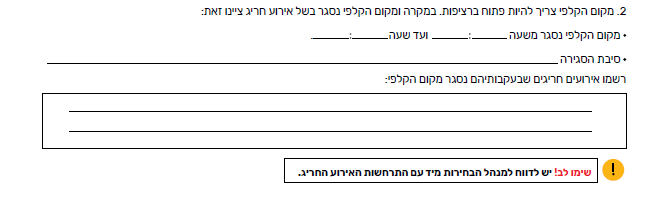 2. מקום הקלפי צריך להיות פתוח ברציפות. במקרה ומקום הקלפי נסגר בשל אירוע חריג ציינו זאת:
• מקום הקלפי נסגר משעה ______:______ ועד שעה ______:______.
• סיבת הסגירה ____________________
רשמו אירועים חריגים שבעקבותיהם נסגר מקום הקלפי:
! שימו לב! יש לדווח למנהל הבחירות מיד עם התרחשות האירוע החריג.